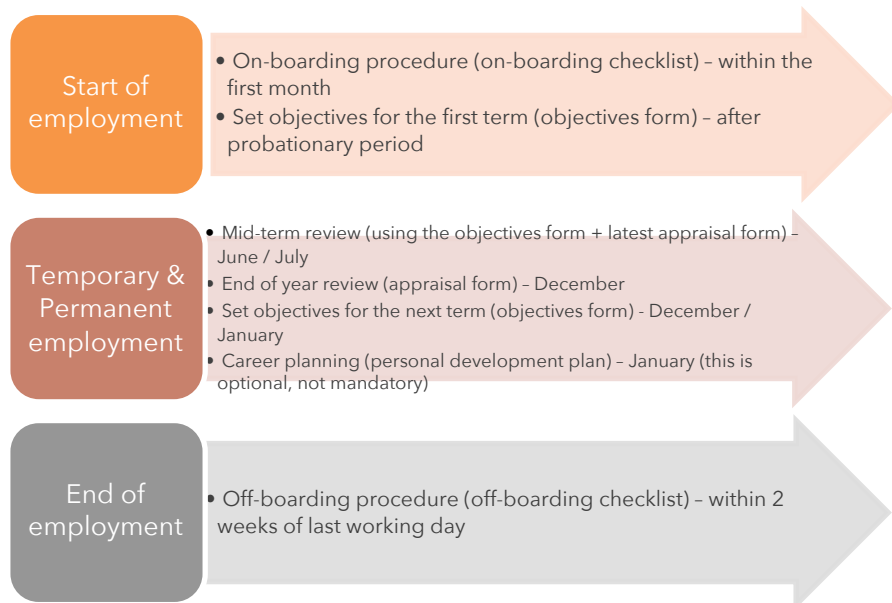 Start of
employment
• On-boarding procedure (on-boarding checklist) – within the
first month
• Set objectives for the first term (objectives form) – after
probationary period
Temporary &
Permanent
employment
• Mid-term review (using the objectives form + latest appraisal form) –
June / July
• End of year review (appraisal form) – December
• Set objectives for the next term (objectives form) - December /
January
• Career planning (personal development plan) – January (this is
optional, not mandatory)
End of
employment
• Off-boarding procedure (off-boarding checklist) – within 2
weeks of last working day